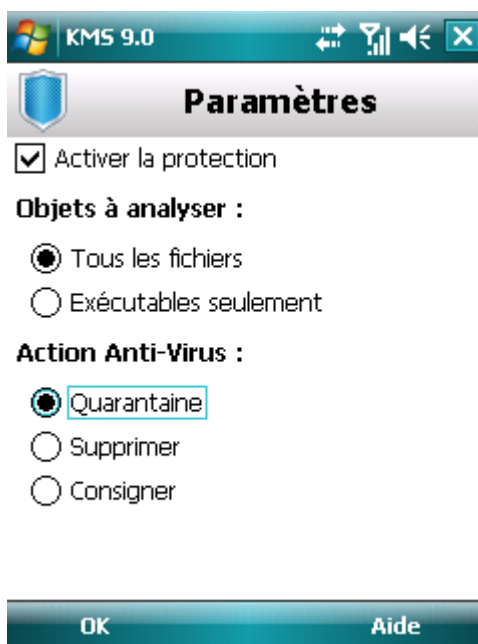 KMS 9.0
Paramètres
Activer la protection
Objets à analyser :
Tous les fichiers
Exécutables seulement
Action Anti-Virus :
Quarantaine
Supprimer
Consigner
OK Aide